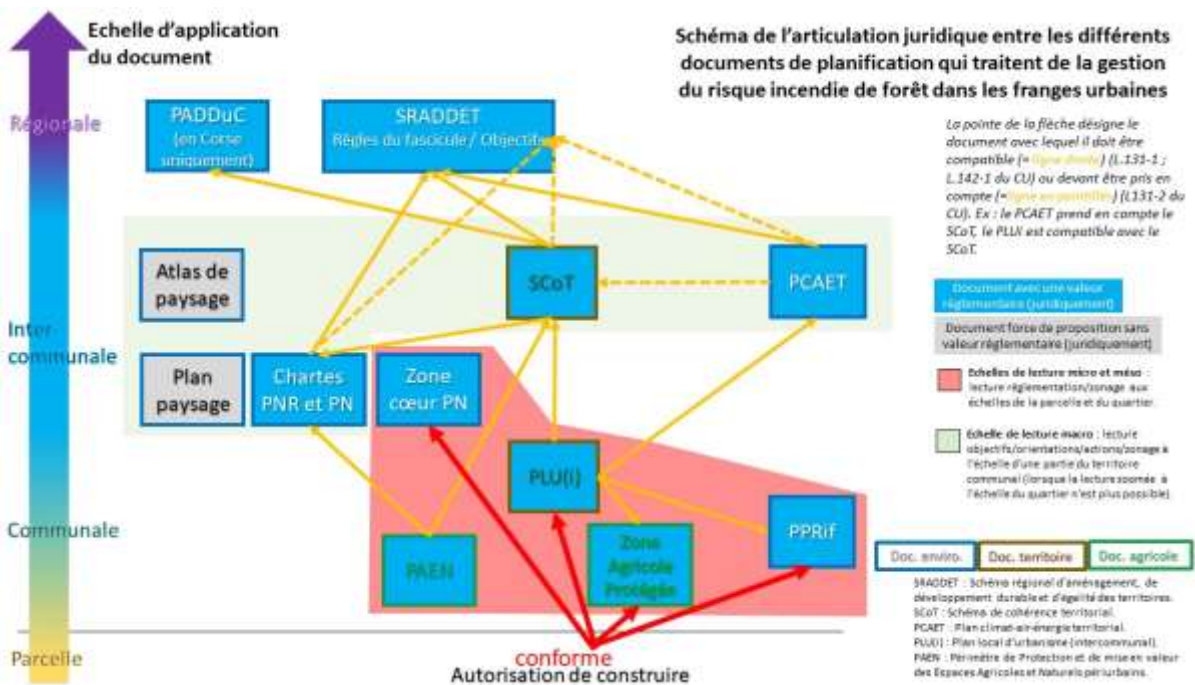 Echelle d'application
du document
Schéma de l'articulation juridique entre les différents
documents de planification qui traitent de la gestion
du risque incendie de forêt dans les franges urbaines
Régionale
PADDuC
(en Corse
uniquement)
SRADDET
Règles du fascicule / Objectifs
La pointe de la flèche désigne le
document avec lequel il doit être
compatible (= ligne droite) (L.131-1 ;
L.142-1 du CU) ou devant être pris en
compte (=ligne en pointillés) (L131-2 du
CU). Ex : le PCAET prend en compte le
SCoT, le PLUi est compatible avec le
SCoT.
Atlas de
paysage
SCoT
PCAET
Document avec une valeur
réglementaire (juridiquement)
Document force de proposition sans
valeur réglementaire (juridiquement)
Inter
communale
Plan
paysage
Chartes
PNR et PN
Zone
cœur PN
Echelles de lecture micro et méso :
lecture réglementation/zonage aux
échelles de la parcelle et du quartier.
Echelle de lecture macro : lecture
objectifs/orientations/actions/zonage à
l'échelle d'une partie du territoire
communal (lorsque la lecture zoomée à
l'échelle du quartier n'est plus possible)
PLU(i)
Communale
PAEN
Zone
Agricole
Protégée
PPRif
Doc. enviro.
Doc. territoire
Doc. agricole
SRADDET : Schéma régional d'aménagement, de
développement durable et d'égalité des territoires.
SCoT : Schéma de cohérence territorial.
PCAET : Plan climat-air-énergie territorial.
PLU(i) : Plan local d'urbanisme (intercommunal).
PAEN : Périmètre de Protection et de mise en valeur
des Espaces Agricoles et Naturels périurbains.
Parcelle
conforme
Autorisation de construire